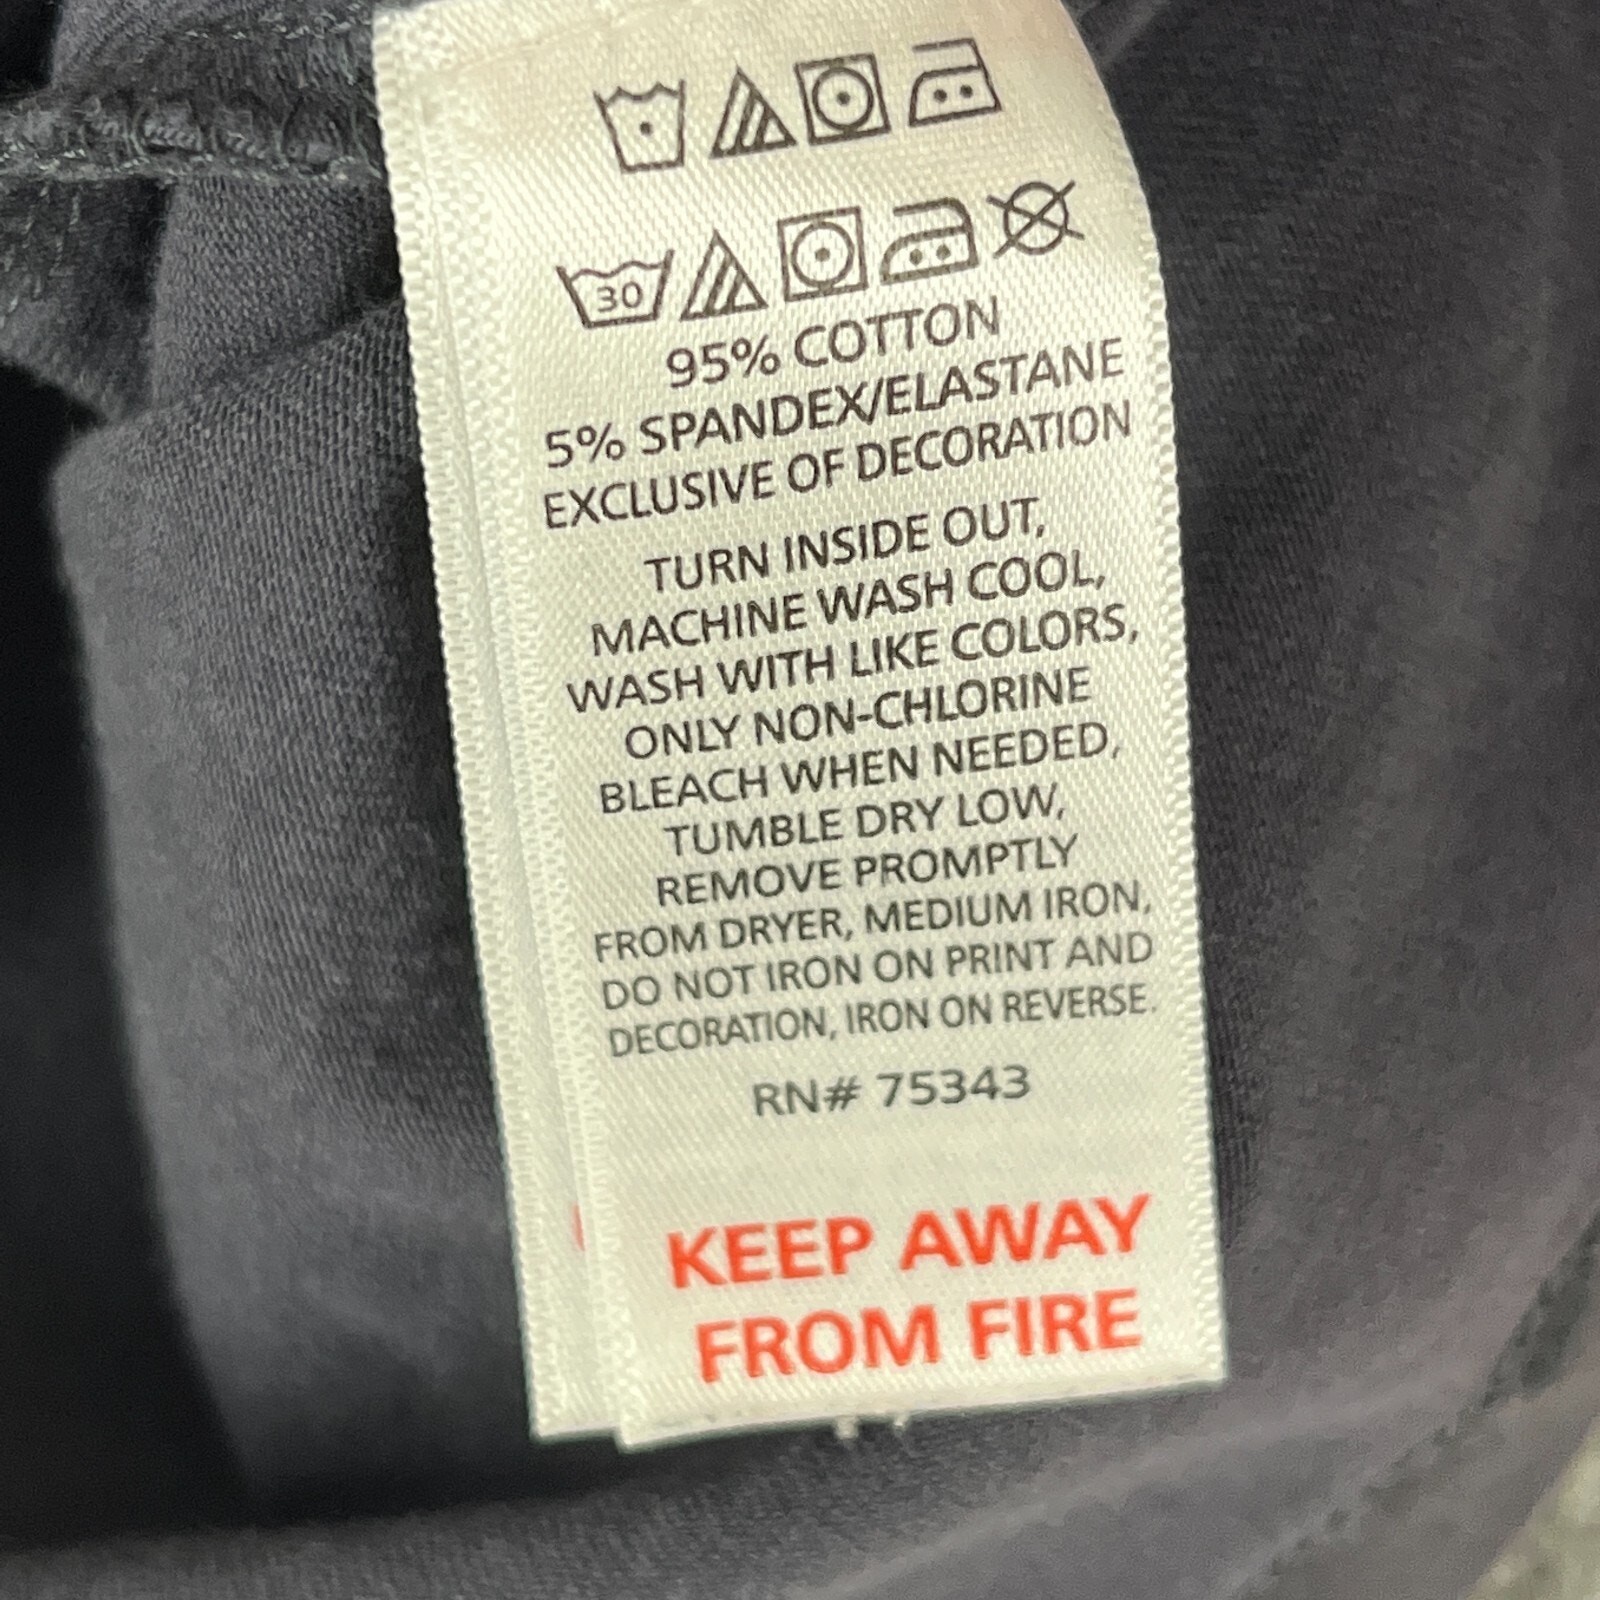 30
95% COTTON
5% SPANDEX/ELASTANE
EXCLUSIVE OF DECORATION
TURN INSIDE OUT,
MACHINE WASH COOL,
WASH WITH LIKE COLORS,
ONLY NON-CHLORINE
BLEACH WHEN NEEDED,
TUMBLE DRY LOW,
REMOVE PROMPTLY
FROM DRYER, MEDIUM IRON,
DO NOT IRON ON PRINT AND
DECORATION, IRON ON REVERSE.
RN# 75343
KEEP AWAY
FROM FIRE